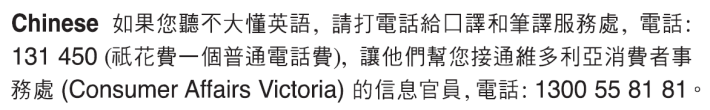 Chinese 如果您聽不大懂英語, 請打電話給口譯和筆譯服務處, 電話:
131 450 (祇花費一個普通電話費), 讓他們幫您接通維多利亞消費者事
務處 (Consumer Affairs Victoria) 的信息官員, 電話: 1300 55 81 81。